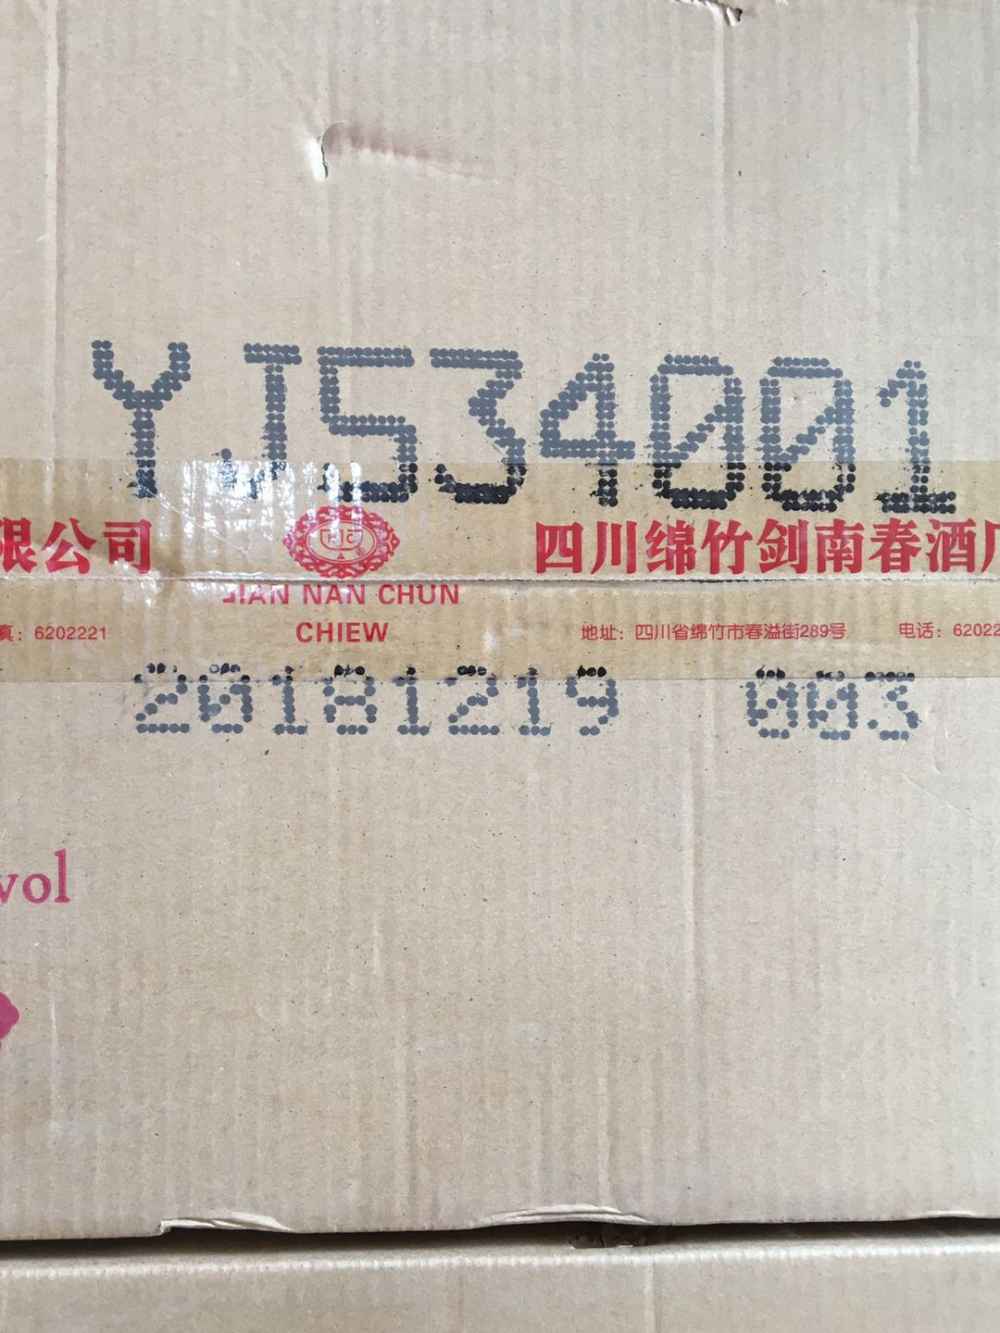 YJ534001
限公司
四川绵竹剑南春酒厂
JIAN NAN CHUN
CHIEW
真：6202221
地址：四川省绵竹市春溢街289号
电话：62022
20181219 003
vol